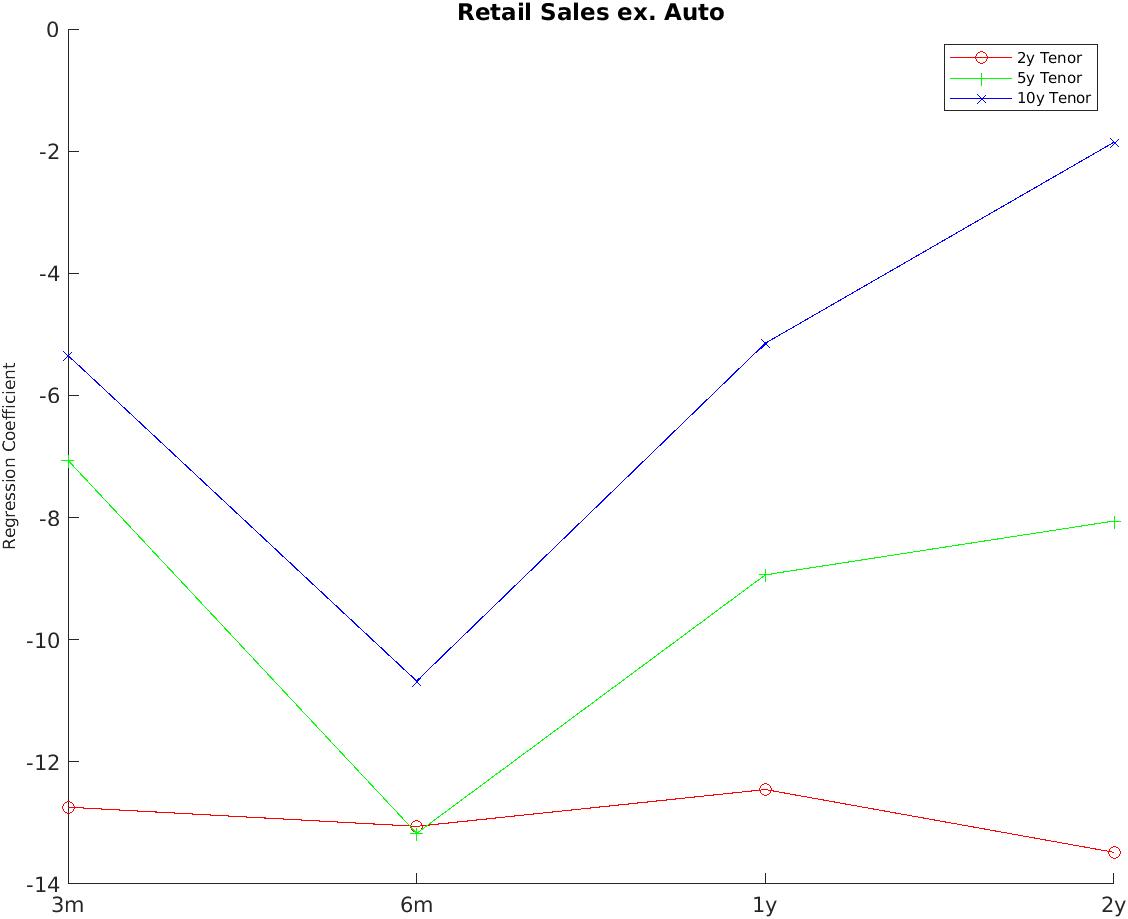 Retail Sales ex. Auto
2y Tenor
5y Tenor
10y Tenor
Regression Coefficient
0
-2
-4
-6
-8
-10
-12
-14
3m
6m
1y
2y